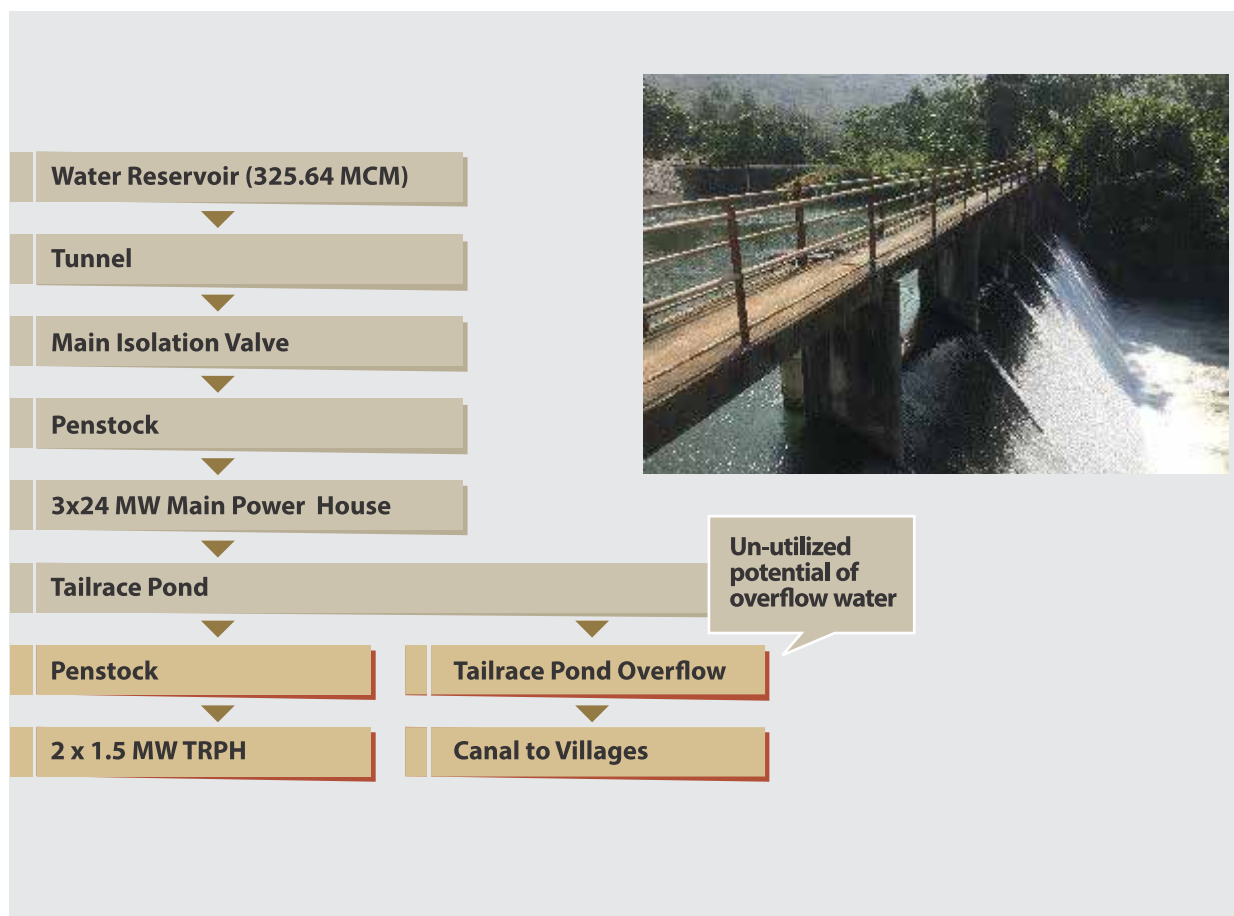 Water Reservoir (325.64 MCM)
Tunnel
Main Isolation Valve
Penstock
3x24 MW Main Power House
Tailrace Pond
Un-utilized
potential of
overflow water
Penstock
Tailrace Pond Overflow
2 x 1.5 MW TRPH
Canal to Villages